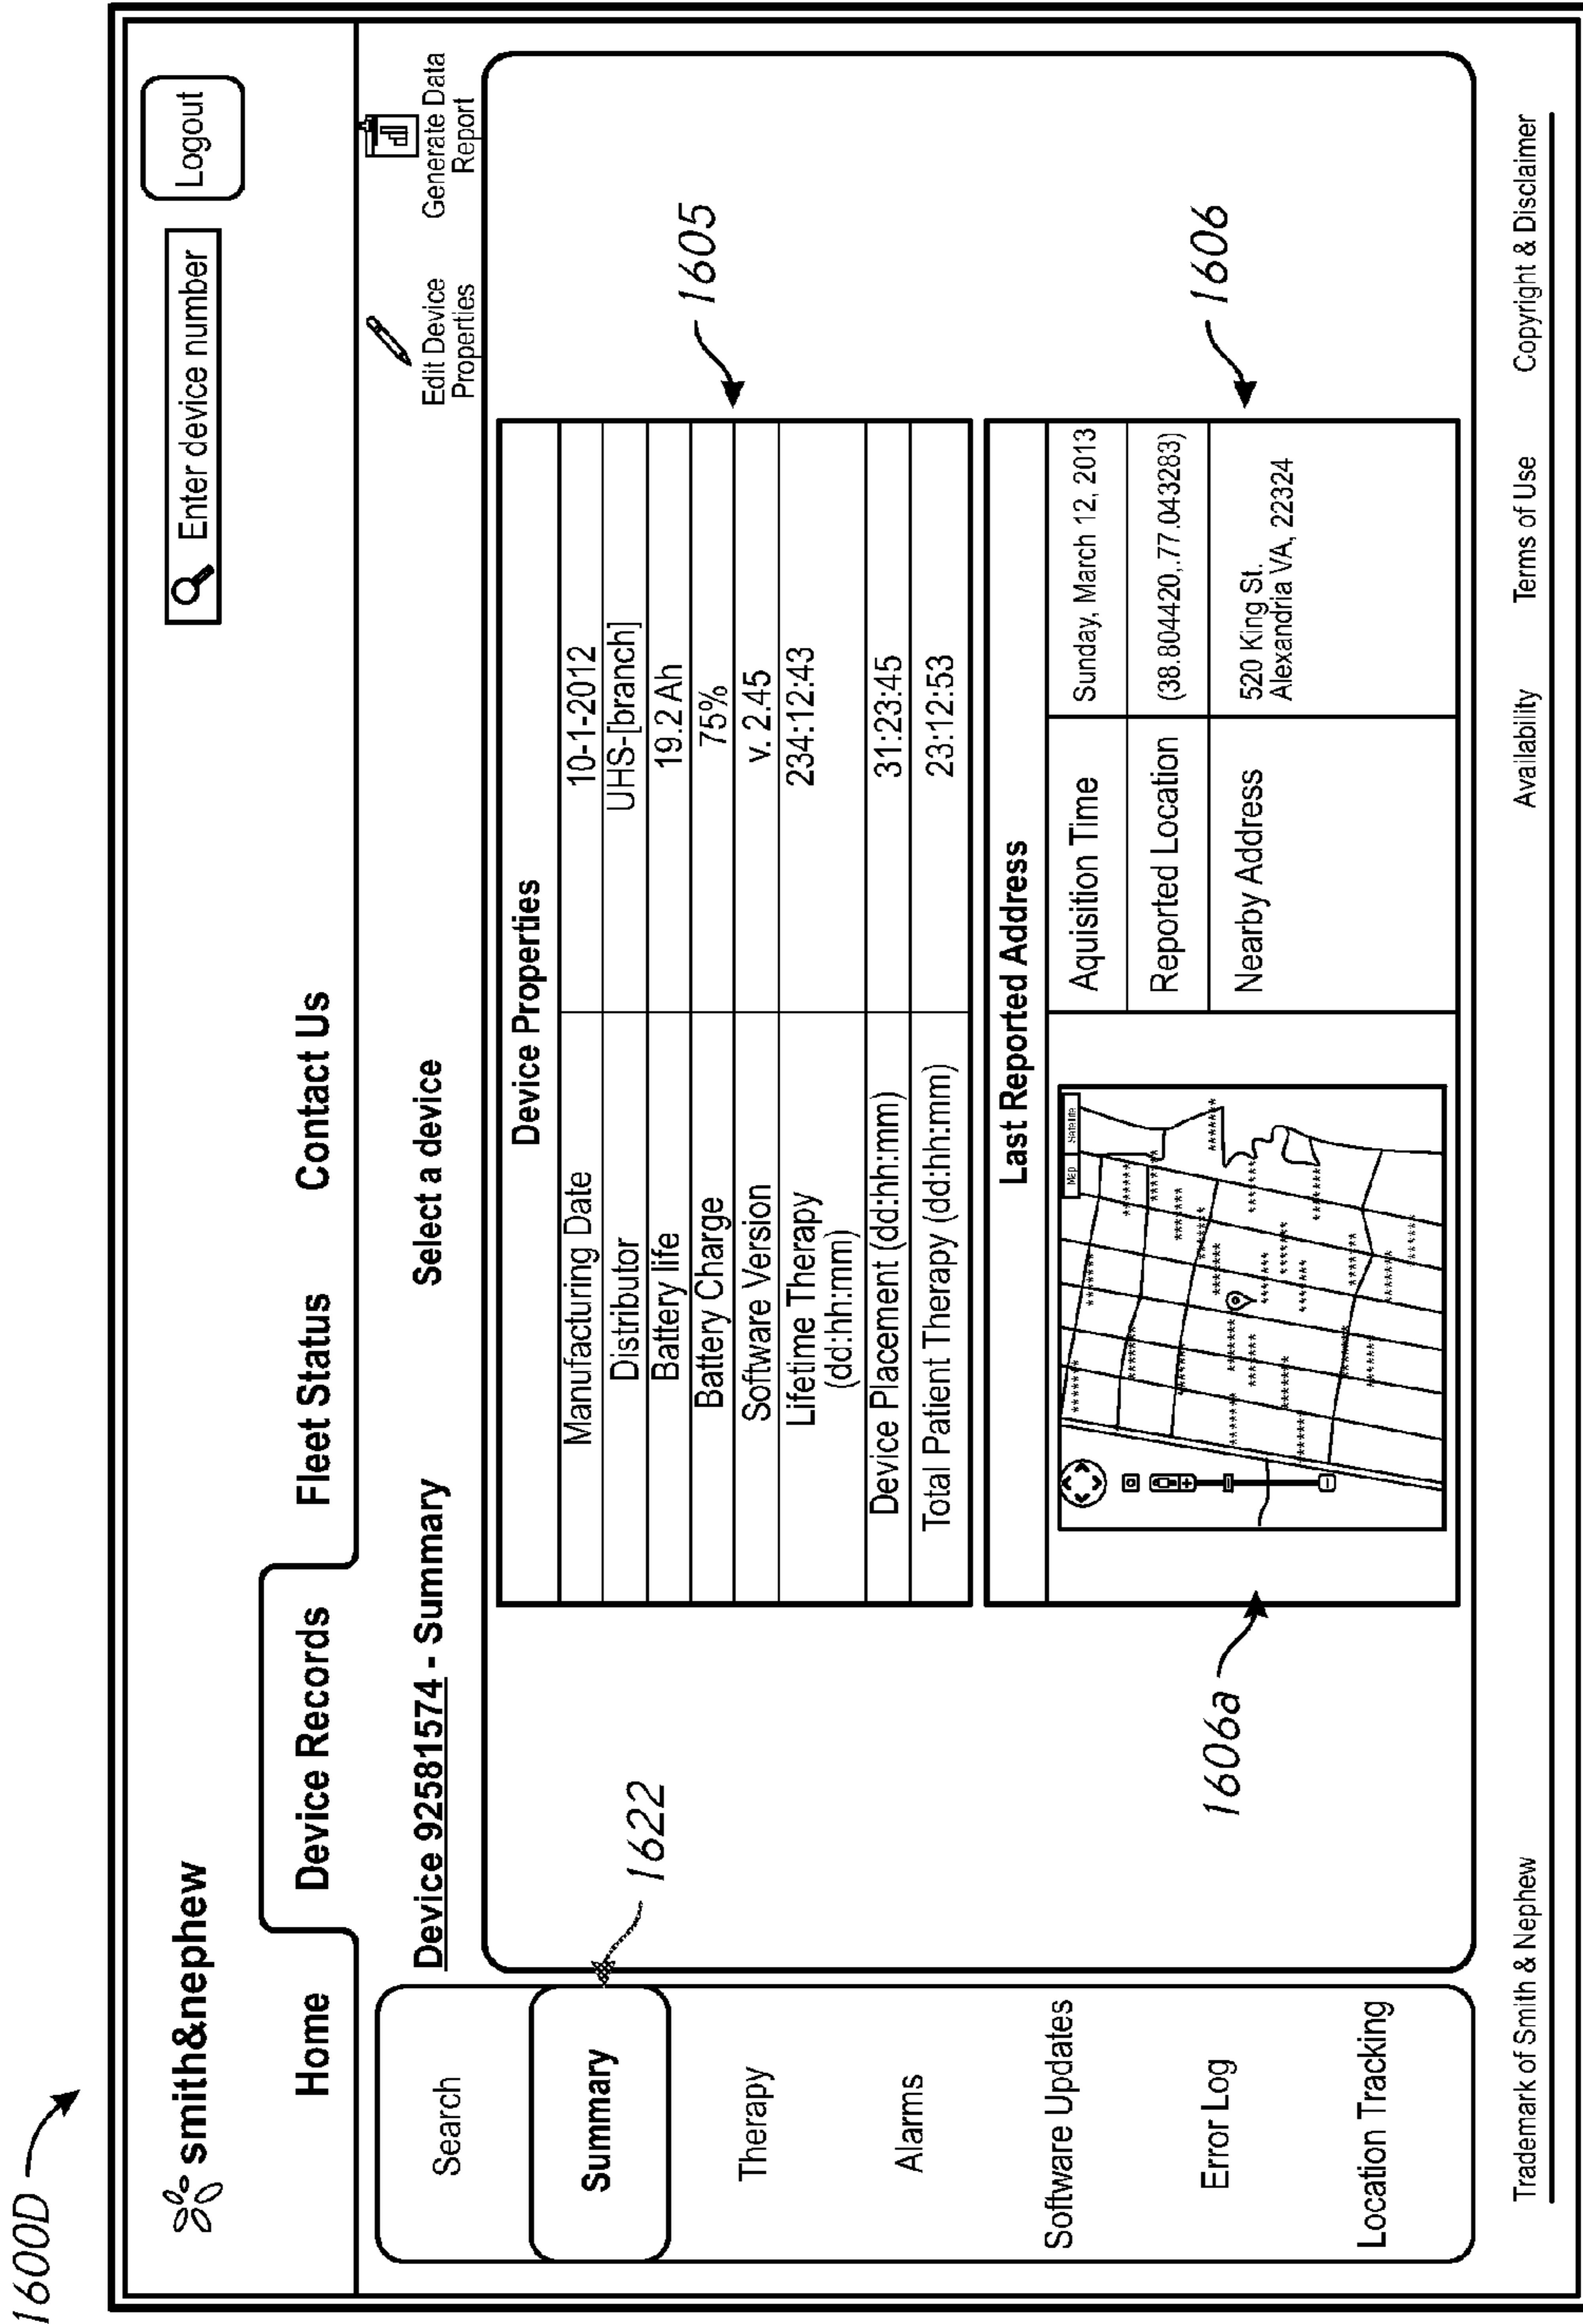 1600D
smith&nephew
Enter device number
Logout
Home
Device Records
Fleet Status
Contact Us
Device 92581574 - Summary
Select a device
Edit Device
Properties
Generate Data
Report
Search
Summary
Therapy
Alarms
Software Updates
Error Log
Location Tracking
1622
Device Properties
Manufacturing Date 10-1-2012
Distributor UHS-[branch]
Battery life 19.2 Ah
Battery Charge 75%
Software Version v. 2.45
Lifetime Therapy 234:12:43
(dd:hh:mm)
Device Placement (dd:hh:mm) 31:23:45
Total Patient Therapy (dd:hh:mm) 23:12:53
1605
Last Reported Address
Map Satellite
Aquisition Time Sunday, March 12, 2013
Reported Location (38.804420,.77.043283)
Nearby Address 520 King St.
Alexandria VA, 22324
1606
1606a
Trademark of Smith & Nephew
Availability
Terms of Use
Copyright & Disclaimer